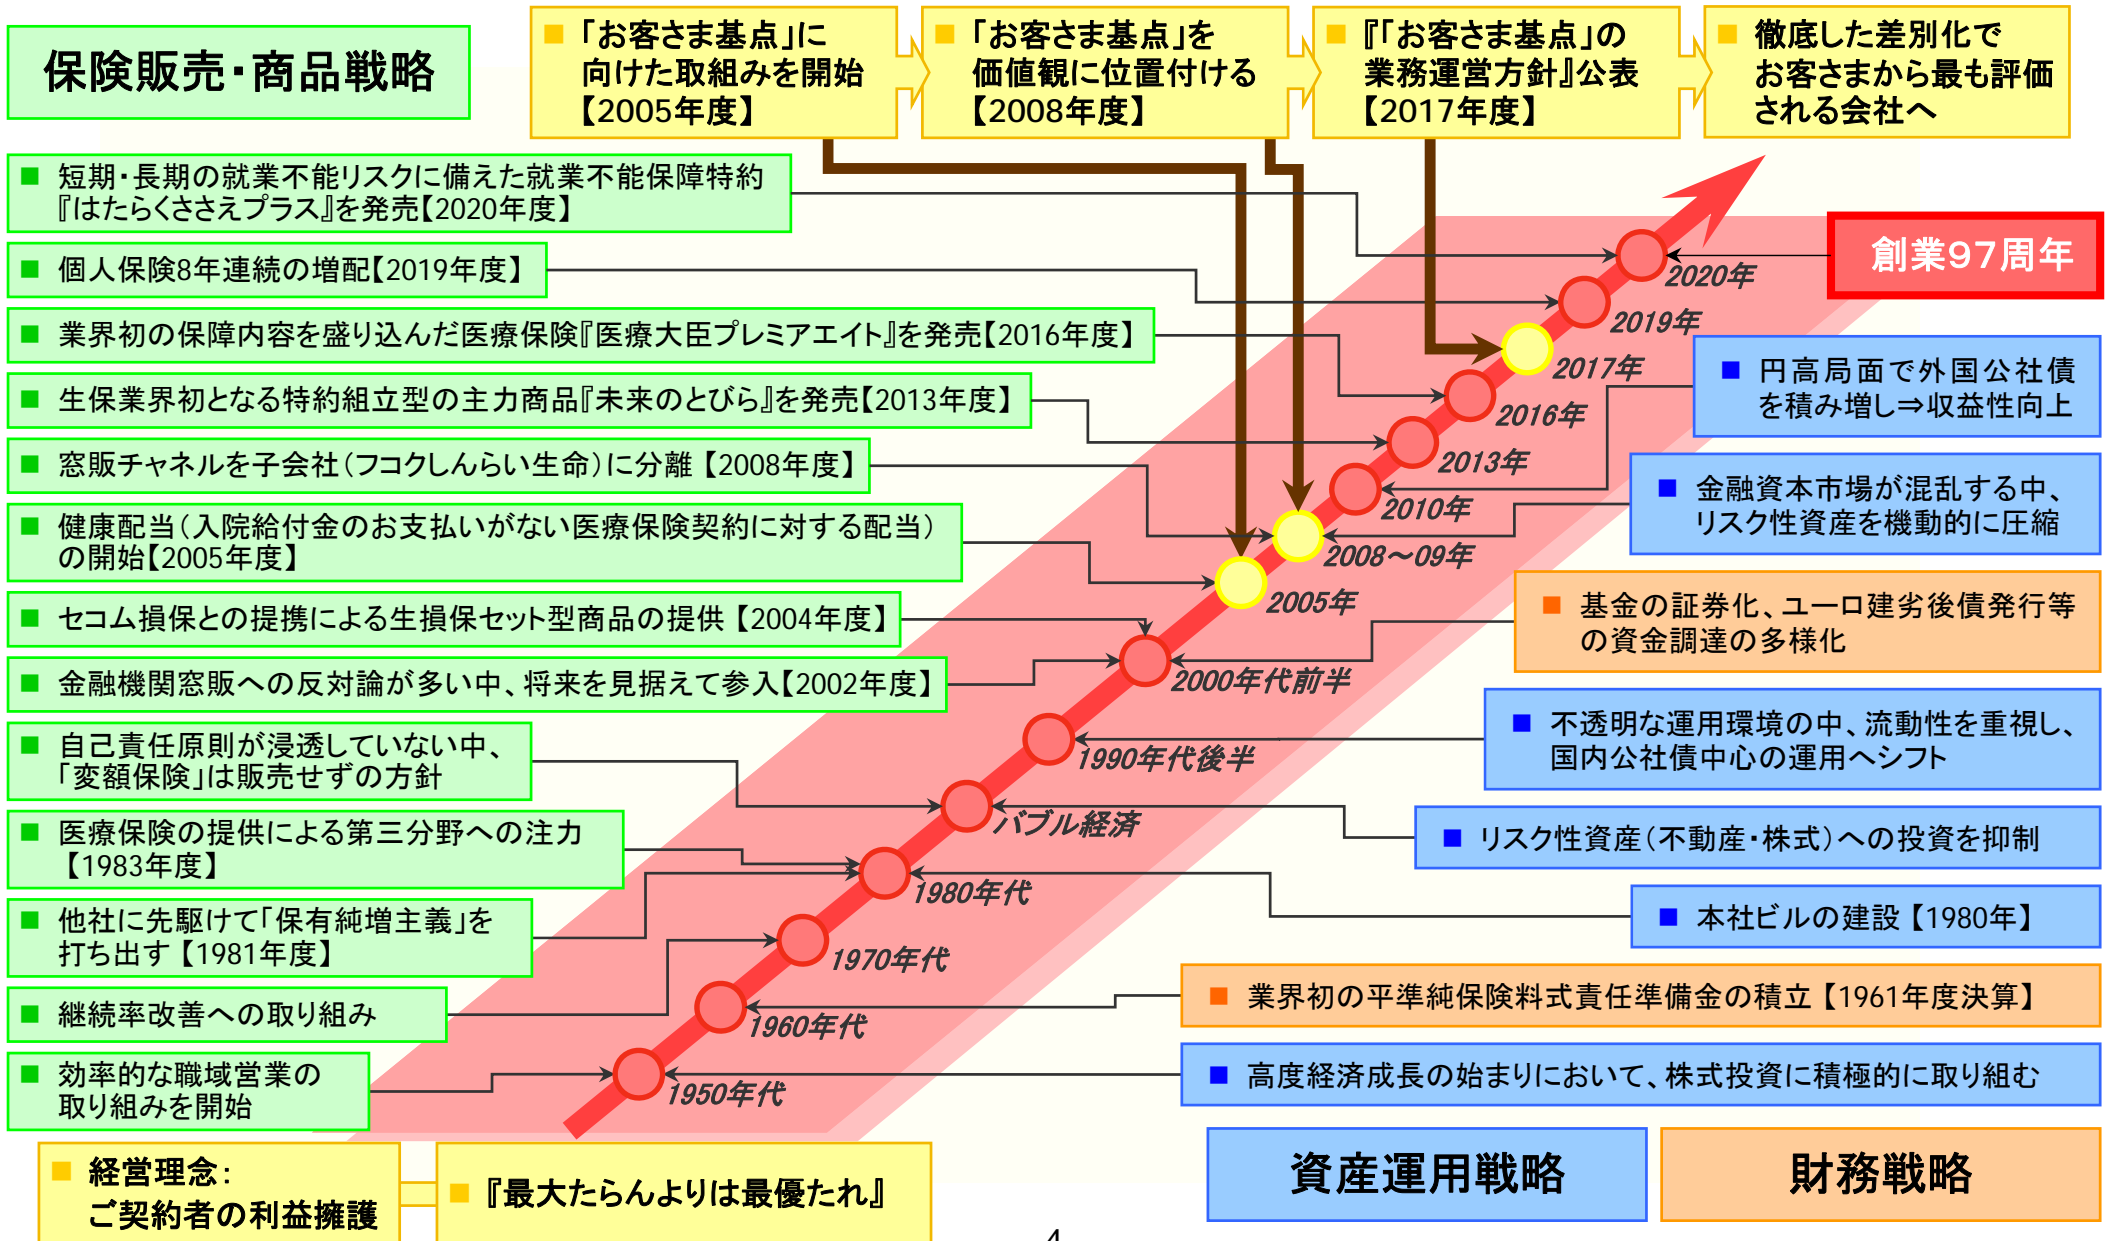 保険販売・商品戦略
■ 「お客さま基点」に
向けた取組みを開始
【2005年度】
■ 「お客さま基点」を
価値観に位置付ける
【2008年度】
■ 『「お客さま基点」の
業務運営方針』公表
【2017年度】
■ 徹底した差別化で
お客さまから最も評価
される会社へ
■ 短期・長期の就業不能リスクに備えた就業不能保障特約
『はたらくささえプラス』を発売【2020年度】
■ 個人保険8年連続の増配【2019年度】
■ 業界初の保障内容を盛り込んだ医療保険『医療大臣プレミアエイト』を発売【2016年度】
■ 生保業界初となる特約組立型の主力商品『未来のとびら』を発売【2013年度】
■ 窓販チャネルを子会社（フコクしんらい生命）に分離 【2008年度】
■ 健康配当（入院給付金のお支払いがない医療保険契約に対する配当）
の開始【2005年度】
■ セコム損保との提携による生損保セット型商品の提供 【2004年度】
■ 金融機関窓販への反対論が多い中、将来を見据えて参入【2002年度】
■ 自己責任原則が浸透していない中、
「変額保険」は販売せずの方針
■ 医療保険の提供による第三分野への注力
【1983年度】
■ 他社に先駆けて「保有純増主義」を
打ち出す 【1981年度】
■ 継続率改善への取り組み
■ 効率的な職域営業の
取り組みを開始
創業97周年
2020年
2019年
2017年
2016年
2013年
2010年
2008～09年
2005年
2000年代前半
1990年代後半
バブル経済
1980年代
1970年代
1960年代
1950年代
■ 円高局面で外国公社債
を積み増し⇒収益性向上
■ 金融資本市場が混乱する中、
リスク性資産を機動的に圧縮
■ 基金の証券化、ユーロ建劣後債発行等
の資金調達の多様化
■ 不透明な運用環境の中、流動性を重視し、
国内公社債中心の運用へシフト
■ リスク性資産（不動産・株式）への投資を抑制
■ 本社ビルの建設 【1980年】
■ 業界初の平準純保険料式責任準備金の積立 【1961年度決算】
■ 高度経済成長の始まりにおいて、株式投資に積極的に取り組む
■ 経営理念：
ご契約者の利益擁護
■ 『最大たらんよりは最優たれ』
資産運用戦略
財務戦略
4